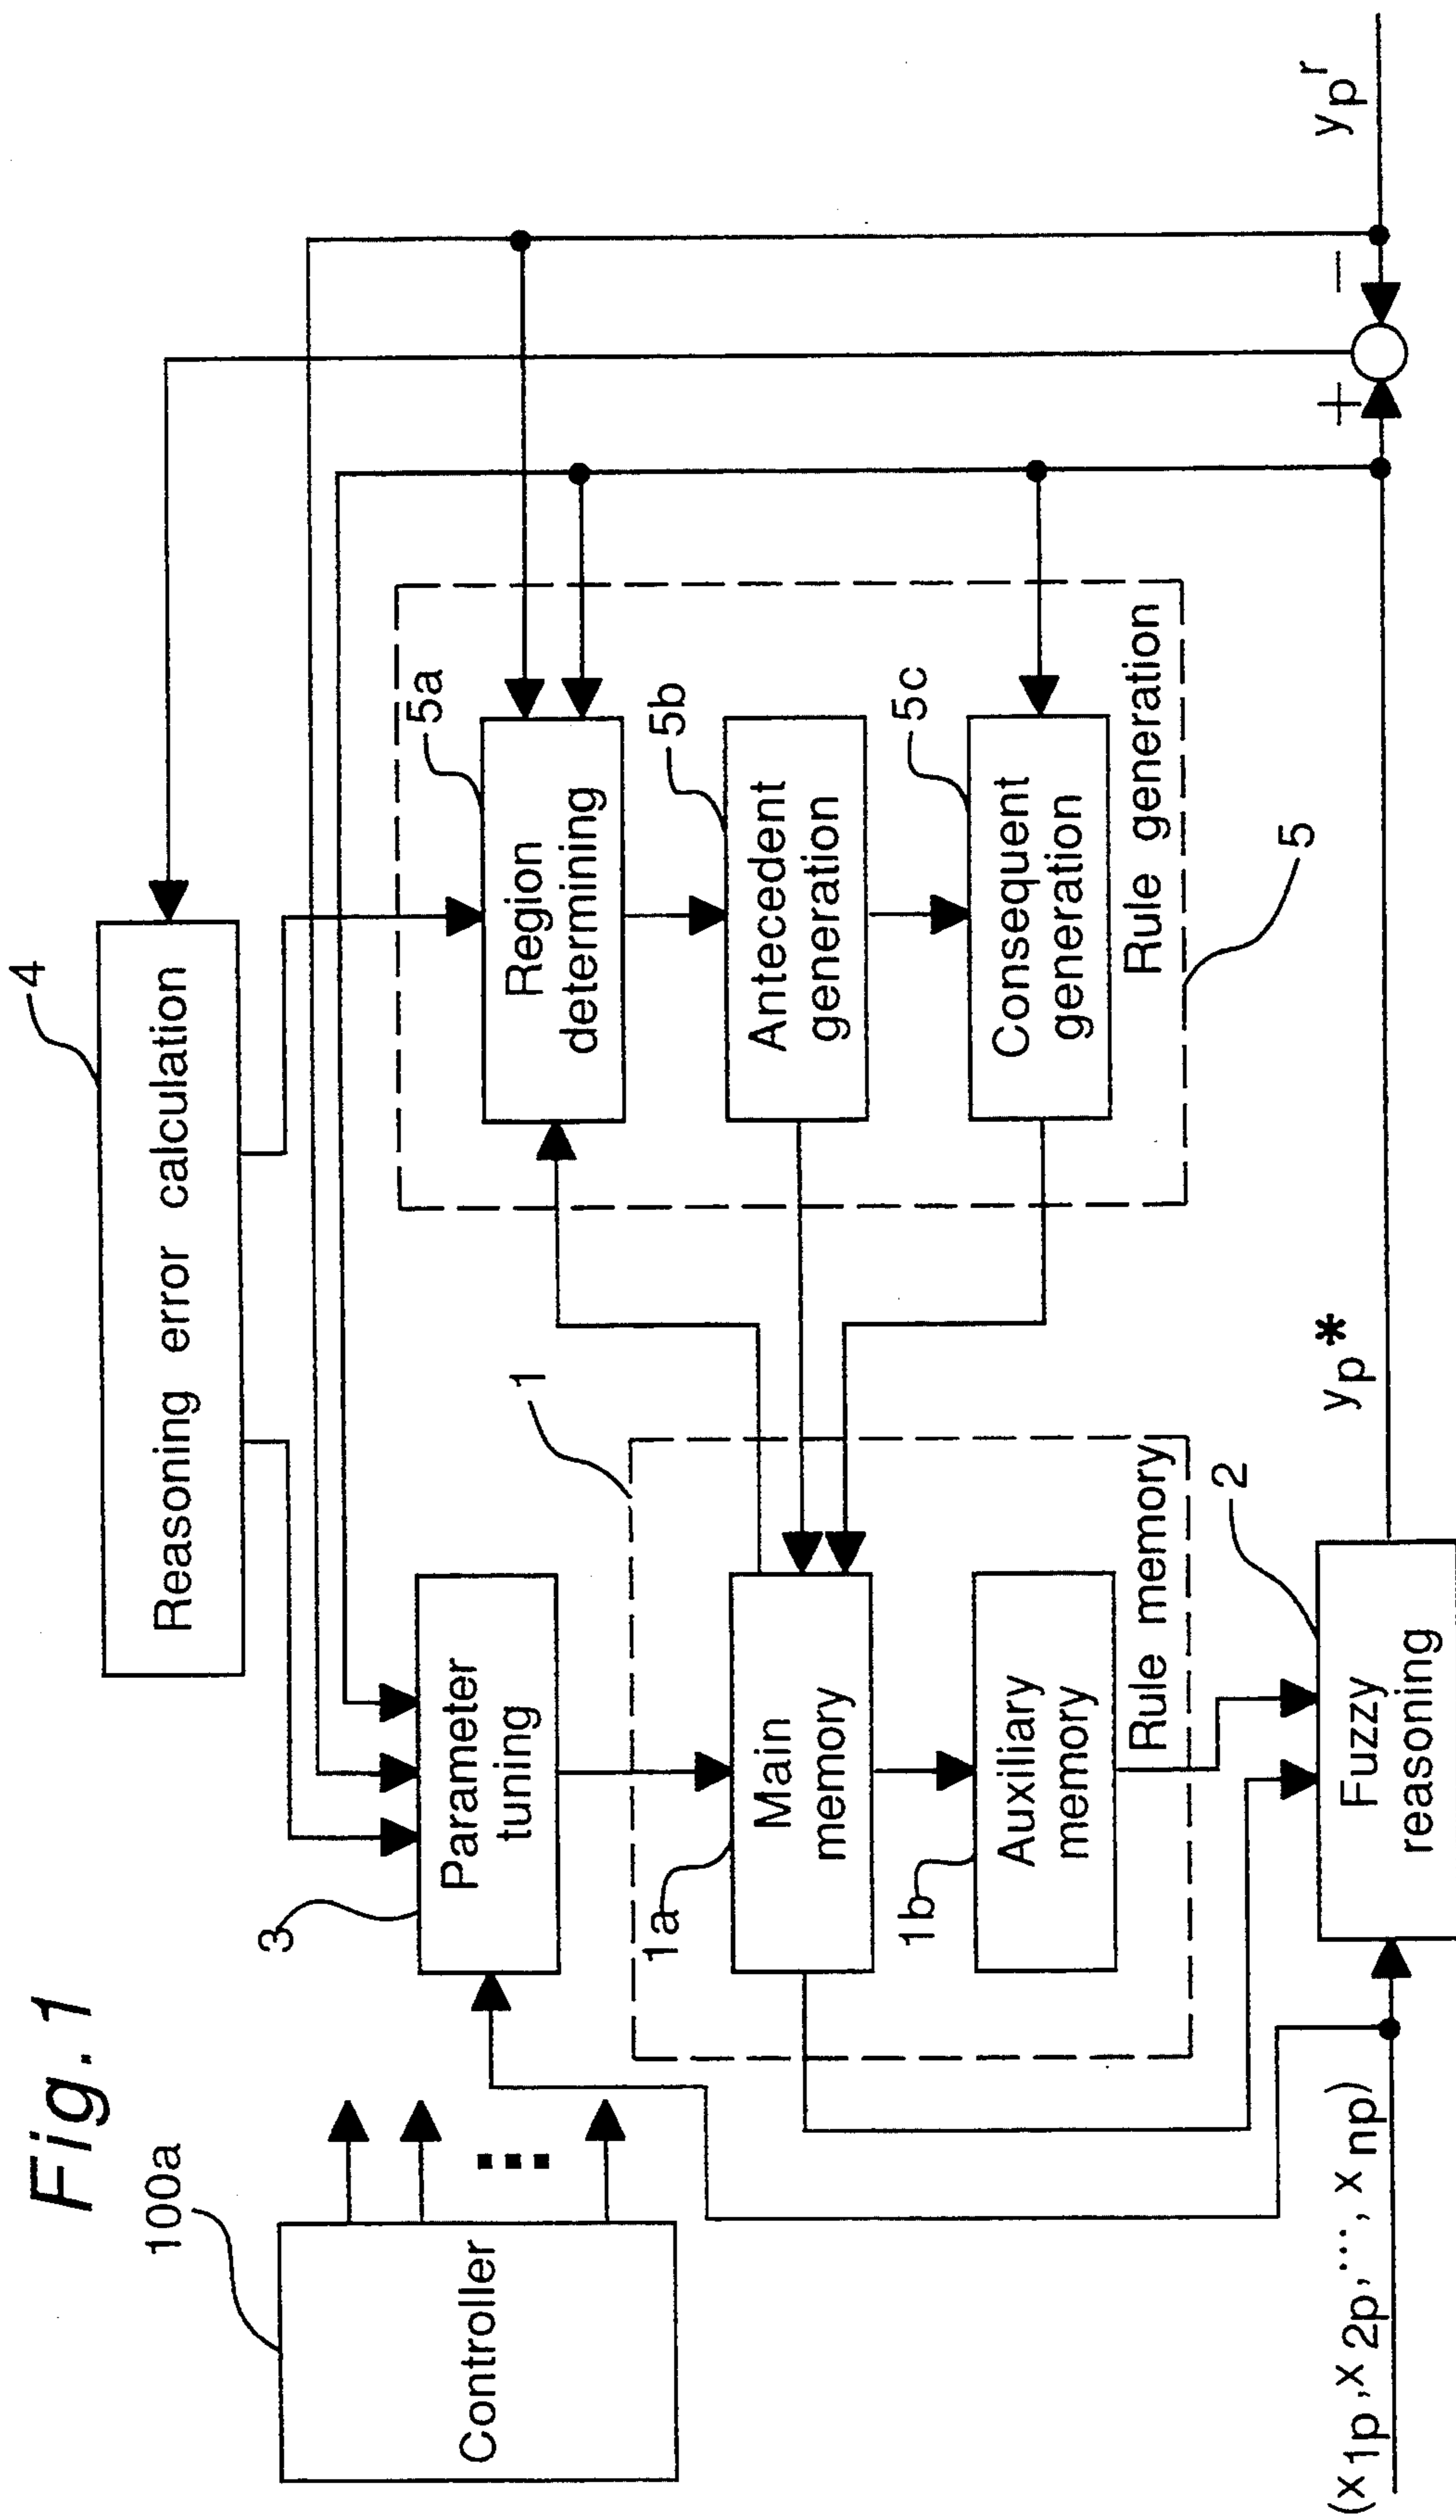 Fig.1
100a
Controller
4
Reasoning error calculation
3
Parameter
tuning
1
1a
Main
memory
1b
Auxiliary
memory
Rule memory
5a
Region
determining
5b
Antecedent
generation
5c
Consequent
generation
Rule generation
5
2
Fuzzy
reasoning
(x1p,x2p,...,xnp)
yp*
+
−
ypr